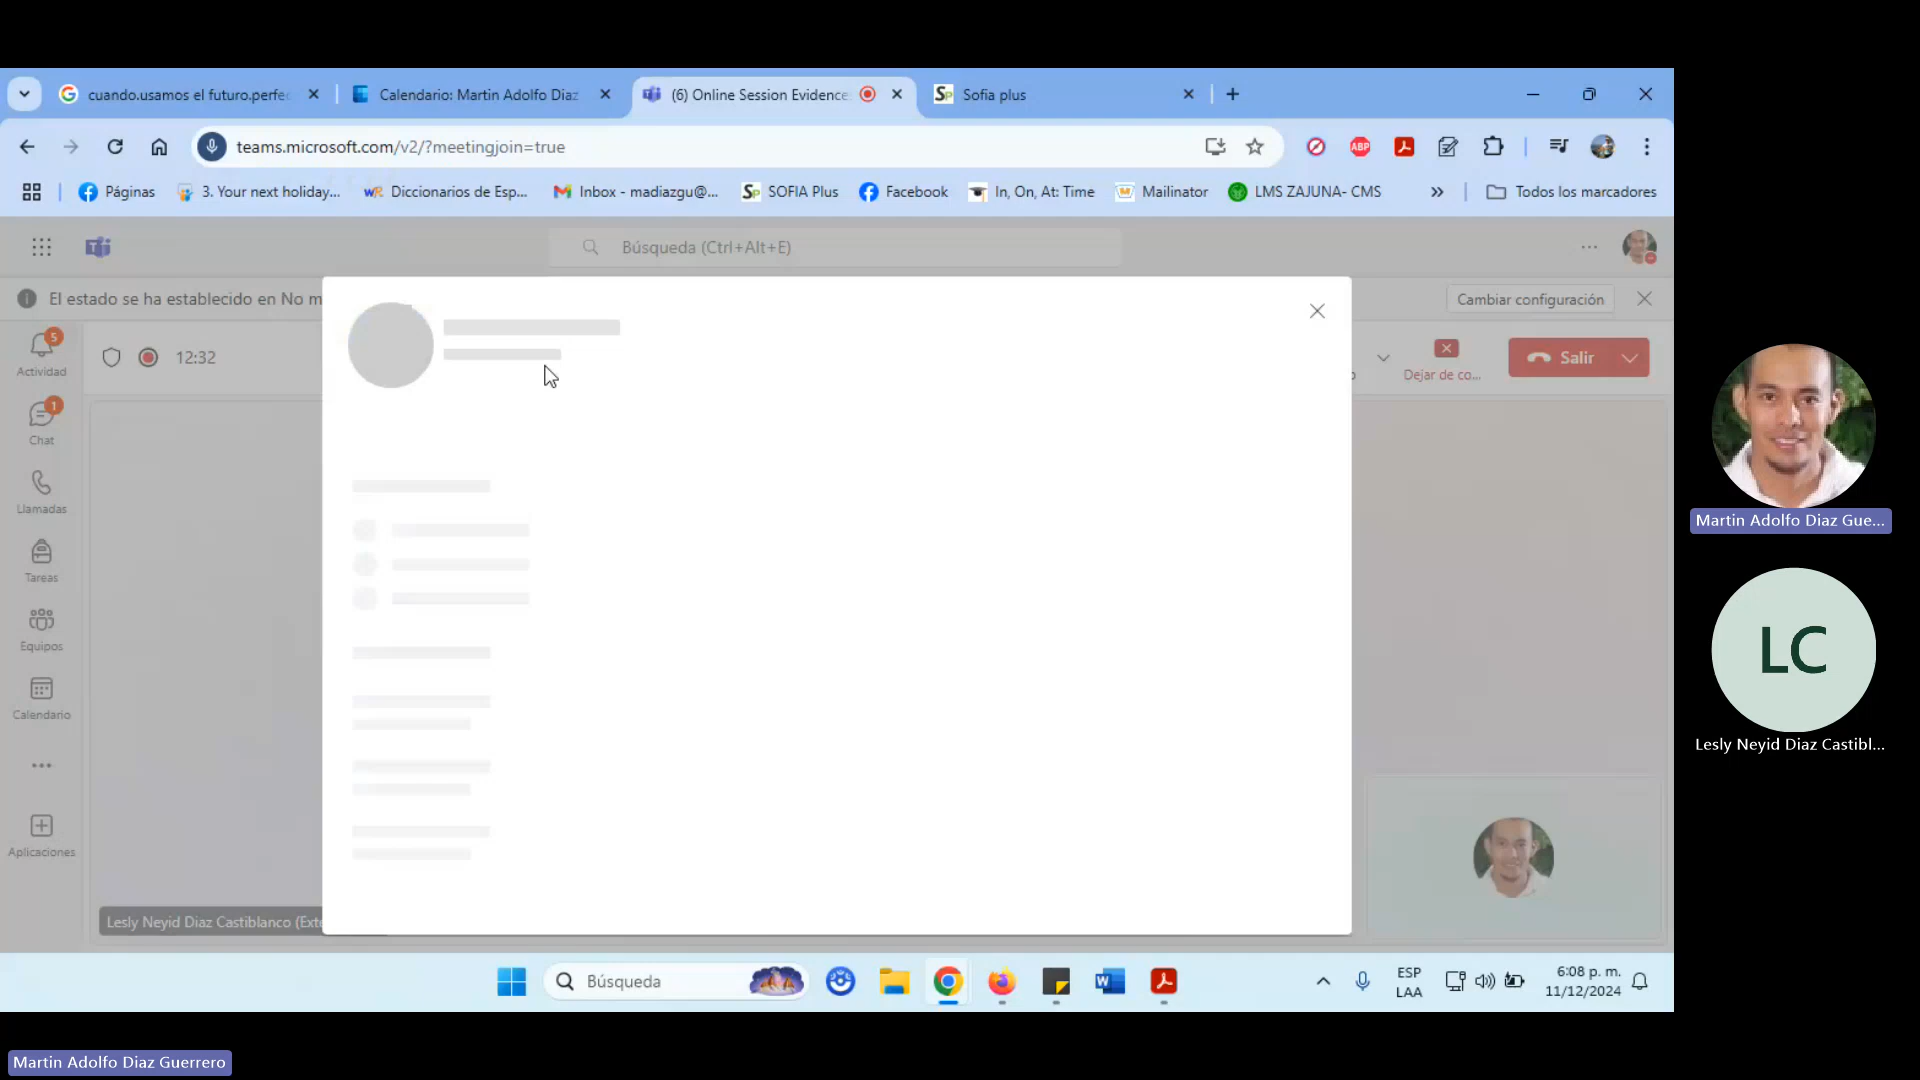 cuando.usamos el futuro.perfe
Calendario: Martin Adolfo Diaz
(6) Online Session Evidence
Sofia plus
teams.microsoft.com/v2/?meetingjoin=true
ABP
Páginas
3. Your next holiday...
Diccionarios de Esp...
Inbox - madiazgu@...
SOFIA Plus
Facebook
In, On, At: Time
Mailinator
LMS ZAJUNA- CMS
Todos los marcadores
Búsqueda (Ctrl+Alt+E)
El estado se ha establecido en No m
Cambiar configuración
5
Actividad
12:32
Dejar de co...
Salir
1
Chat
Llamadas
Tareas
Equipos
Calendario
Aplicaciones
Lesly Neyid Diaz Castiblanco (Exte
Martin Adolfo Diaz Gue...
LC
Lesly Neyid Diaz Castibl...
Búsqueda
ESP
LAA
6:08 p. m.
11/12/2024
Martin Adolfo Diaz Guerrero